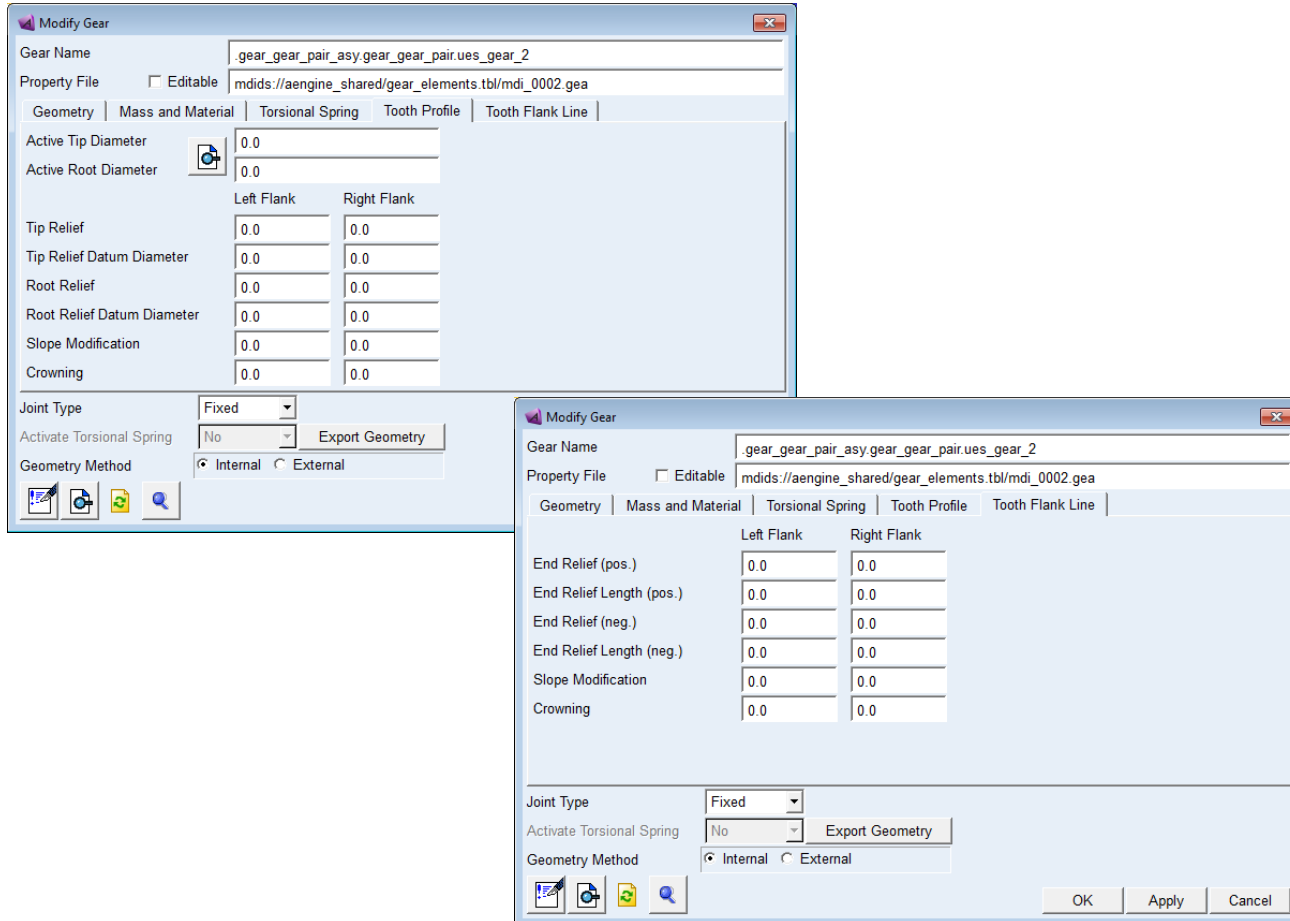 Modify Gear
Gear Name .gear_gear_pair_asy.gear_gear_pair.ues_gear_2
Property File Editable mdids://aengine_shared/gear_elements.tbl/mdi_0002.gea
Geometry Mass and Material Torsional Spring Tooth Profile Tooth Flank Line
Active Tip Diameter 0.0
Active Root Diameter 0.0
Left Flank Right Flank
Tip Relief 0.0 0.0
Tip Relief Datum Diameter 0.0 0.0
Root Relief 0.0 0.0
Root Relief Datum Diameter 0.0 0.0
Slope Modification 0.0 0.0
Crowning 0.0 0.0
Joint Type Fixed
Activate Torsional Spring No Export Geometry
Geometry Method Internal External
Modify Gear
Gear Name .gear_gear_pair_asy.gear_gear_pair.ues_gear_2
Property File Editable mdids://aengine_shared/gear_elements.tbl/mdi_0002.gea
Geometry Mass and Material Torsional Spring Tooth Profile Tooth Flank Line
Left Flank Right Flank
End Relief (pos.) 0.0 0.0
End Relief Length (pos.) 0.0 0.0
End Relief (neg.) 0.0 0.0
End Relief Length (neg.) 0.0 0.0
Slope Modification 0.0 0.0
Crowning 0.0 0.0
Joint Type Fixed
Activate Torsional Spring No Export Geometry
Geometry Method Internal External
OK Apply Cancel